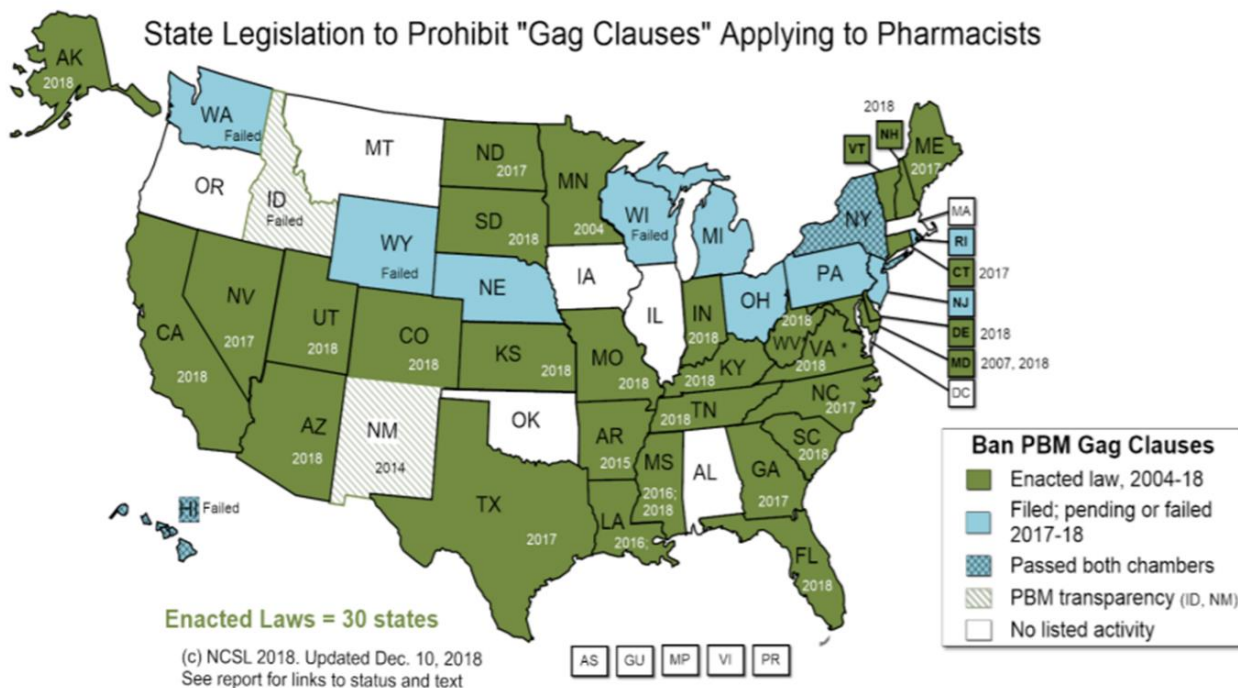 State Legislation to Prohibit "Gag Clauses" Applying to Pharmacists
AK
2018
WA
Failed
MT
OR
ID
Failed
WY
Failed
ND
2017
SD
2018
NE
MN
2004
WI
Failed
MI
IA
IL
IN
2018
OH
PA
NY
2018
VT
NH
ME
2017
MA
RI
CT 2017
NJ
DE 2018
MD 2007, 2018
DC
CA
2018
NV
2017
UT
2018
CO
2018
KS
2018
MO
2018
KY
2018
2018
WV*
VA *
2018
AZ
2018
NM
2014
OK
AR
2015
TN
2018
NC
2017
SC
2018
MS
2016;
2018
AL
GA
2017
TX
2017
LA
2016;
FL
2018
Failed
Ban PBM Gag Clauses
Enacted law, 2004-18
Filed; pending or failed
2017-18
Passed both chambers
PBM transparency (ID, NM)
No listed activity
Enacted Laws = 30 states
(c) NCSL 2018. Updated Dec. 10, 2018
See report for links to status and text
AS GU MP VI PR